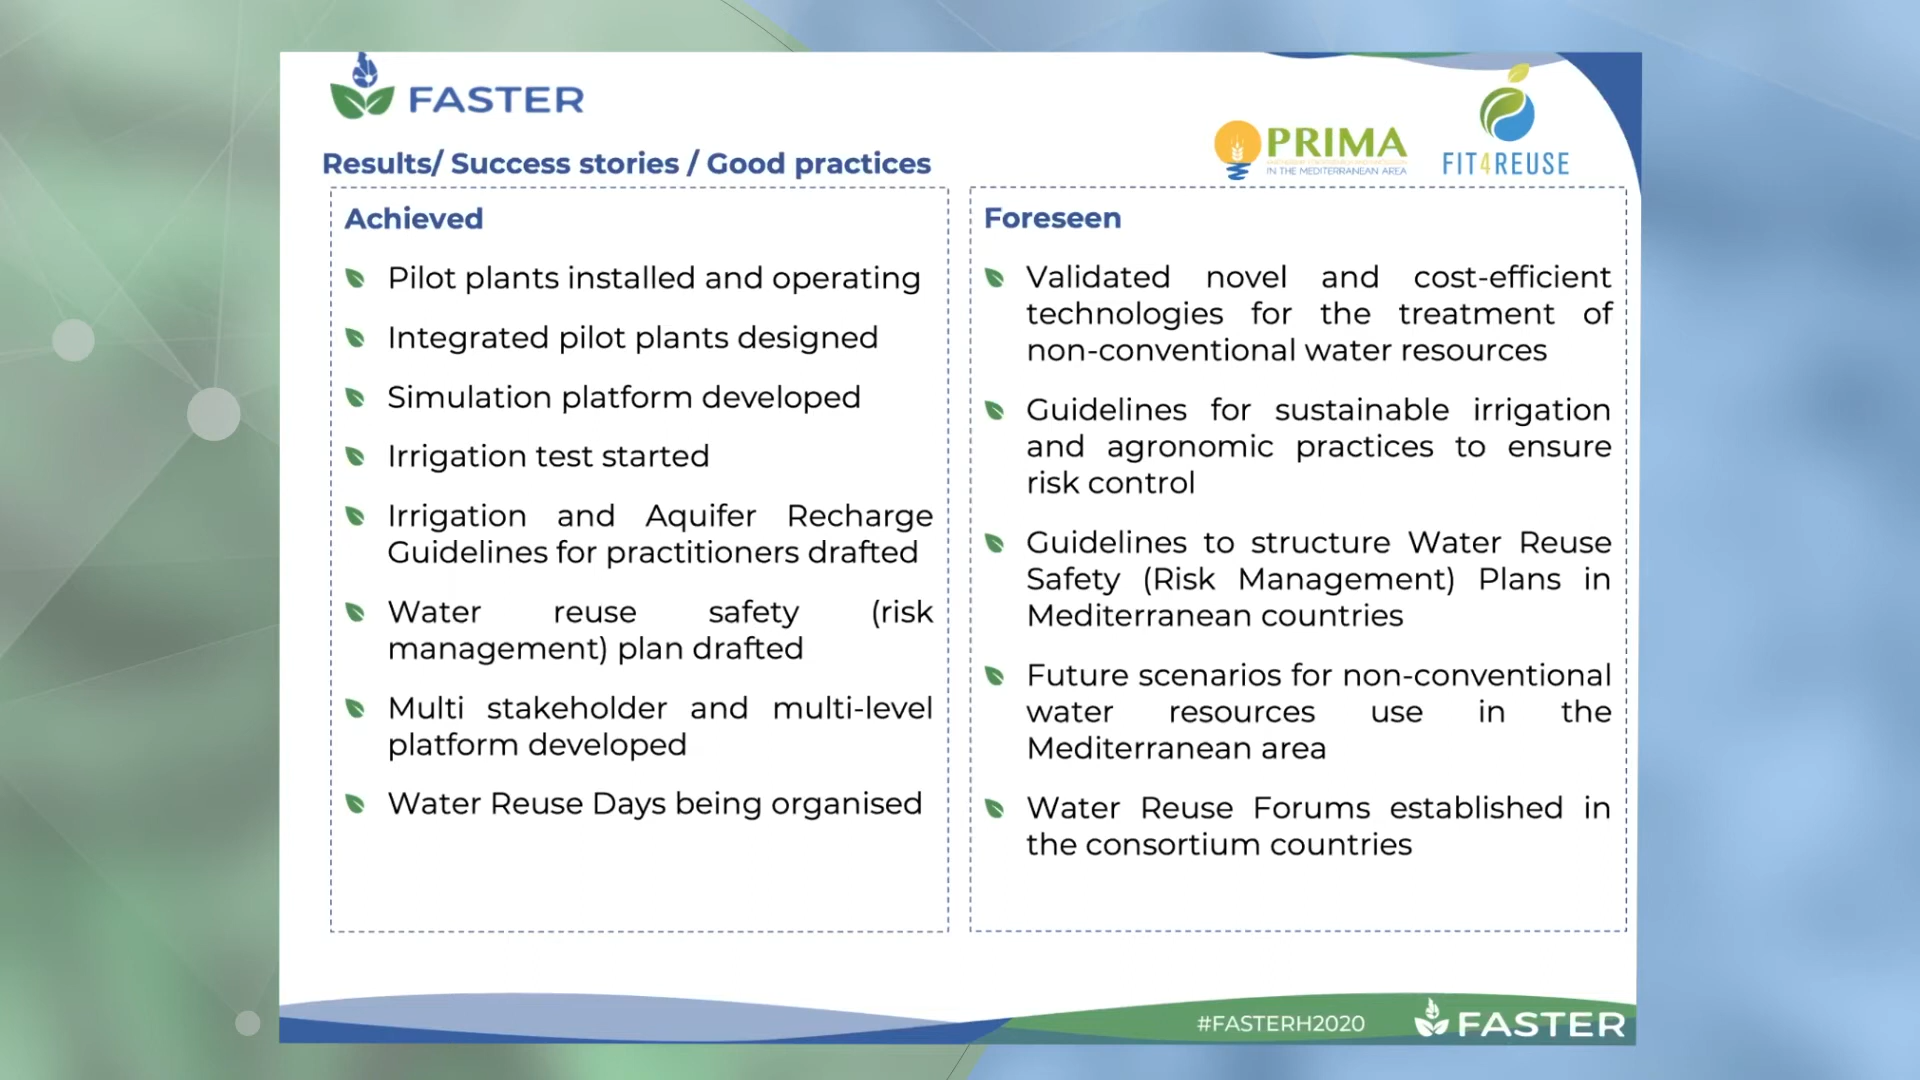 FASTER
PRIMA
IN THE MEDITERRANEAN AREA
FIT4REUSE
Results/ Success stories / Good practices
Achieved
Pilot plants installed and operating
Integrated pilot plants designed
Simulation platform developed
Irrigation test started
Irrigation and Aquifer Recharge
Guidelines for practitioners drafted
Water reuse safety (risk
management) plan drafted
Multi stakeholder and multi-level
platform developed
Water Reuse Days being organised
Foreseen
Validated novel and cost-efficient
technologies for the treatment of
non-conventional water resources
Guidelines for sustainable irrigation
and agronomic practices to ensure
risk control
Guidelines to structure Water Reuse
Safety (Risk Management) Plans in
Mediterranean countries
Future scenarios for non-conventional
water resources use in the
Mediterranean area
Water Reuse Forums established in
the consortium countries
#FASTERH2020
FASTER